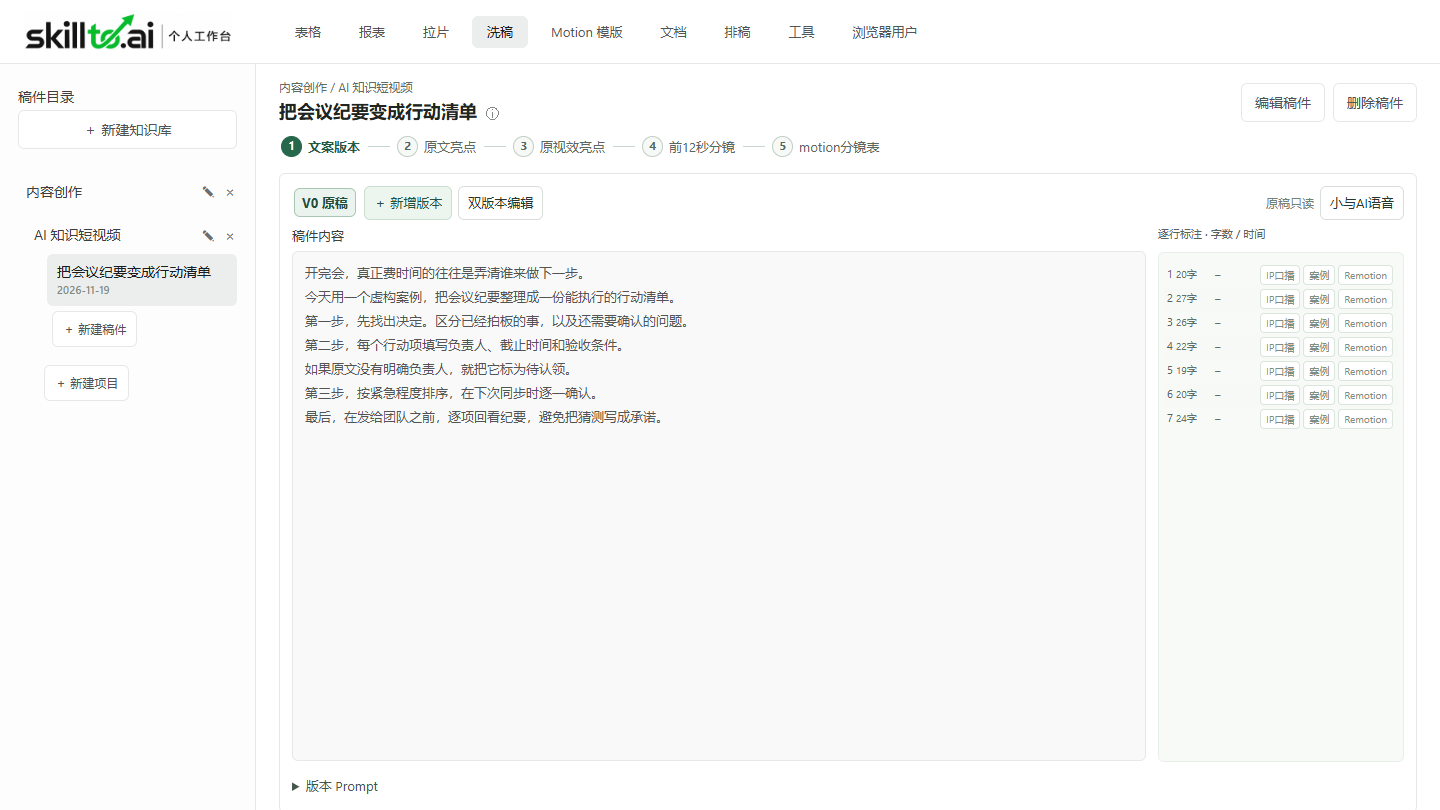 skillto.ai 个人工作台
表格 报表 拉片 洗稿 Motion 模版 文档 排稿 工具 浏览器用户
稿件目录
+ 新建知识库
内容创作
AI 知识短视频
把会议纪要变成行动清单
2026-11-19
+ 新建稿件
+ 新建项目
内容创作 / AI 知识短视频
把会议纪要变成行动清单
编辑稿件 删除稿件
1 文案版本 2 原文亮点 3 原视效亮点 4 前12秒分镜 5 motion分镜表
V0 原稿 + 新增版本 双版本编辑
原稿只读 小与AI语音
稿件内容
开完会，真正费时间的往往是弄清谁来做下一步。
今天用一个虚构案例，把会议纪要整理成一份能执行的行动清单。
第一步，先找出决定。区分已经拍板的事，以及还需要确认的问题。
第二步，每个行动项填写负责人、截止时间和验收条件。
如果原文没有明确负责人，就把它标为待认领。
第三步，按紧急程度排序，在下次同步时逐一确认。
最后，在发给团队之前，逐项回看纪要，避免把猜测写成承诺。
逐行标注 · 字数 / 时间
1 20字 – IP口播 案例 Remotion
2 27字 – IP口播 案例 Remotion
3 26字 – IP口播 案例 Remotion
4 22字 – IP口播 案例 Remotion
5 19字 – IP口播 案例 Remotion
6 20字 – IP口播 案例 Remotion
7 24字 – IP口播 案例 Remotion
版本 Prompt